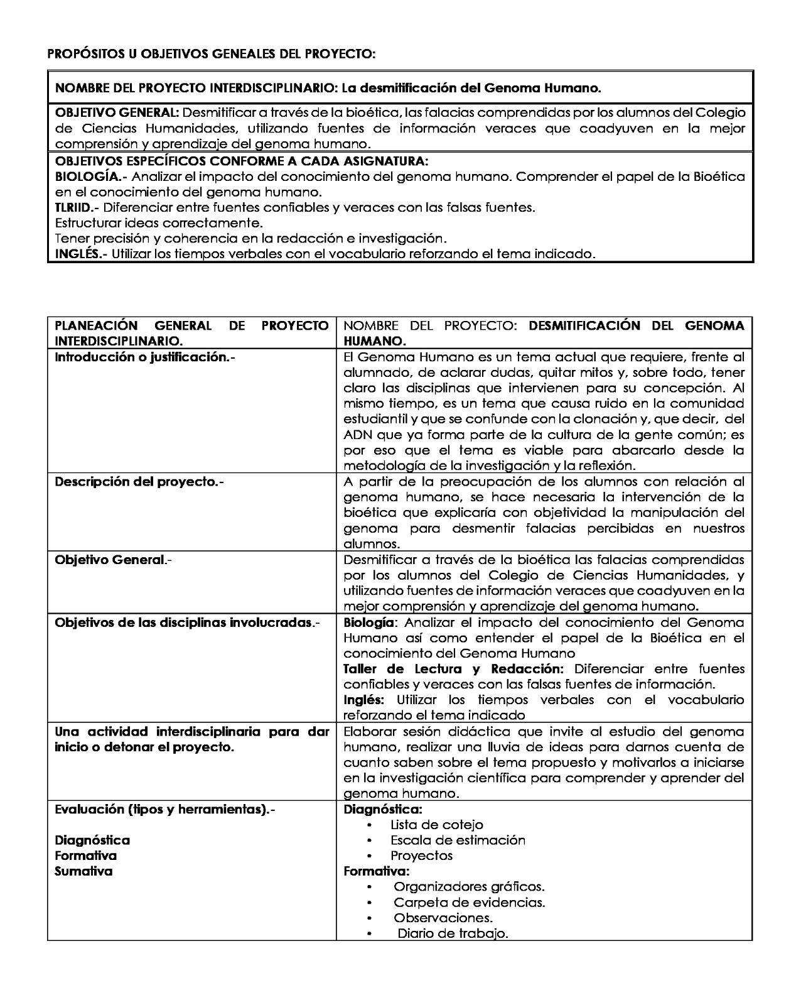 PROPÓSITOS U OBJETIVOS GENEALES DEL PROYECTO:
NOMBRE DEL PROYECTO INTERDISCIPLINARIO: La desmitificación del Genoma Humano.
OBJETIVO GENERAL: Desmitificar a través de la bioética, las falacias comprendidas por los alumnos del Colegio
de Ciencias Humanidades, utilizando fuentes de información veraces que coadyuven en la mejor
comprensión y aprendizaje del genoma humano.
OBJETIVOS ESPECÍFICOS CONFORME A CADA ASIGNATURA:
BIOLOGÍA.- Analizar el impacto del conocimiento del genoma humano. Comprender el papel de la Bioética
en el conocimiento del genoma humano.
TLRIID.- Diferenciar entre fuentes confiables y veraces con las falsas fuentes.
Estructurar ideas correctamente.
Tener precisión y coherencia en la redacción e investigación.
INGLÉS.- Utilizar los tiempos verbales con el vocabulario reforzando el tema indicado.
PLANEACIÓN GENERAL DE PROYECTO
INTERDISCIPLINARIO.
NOMBRE DEL PROYECTO: DESMITIFICACIÓN DEL GENOMA
HUMANO.
Introducción o justificación.-
El Genoma Humano es un tema actual que requiere, frente al
alumnado, de aclarar dudas, quitar mitos y, sobre todo, tener
claro las disciplinas que intervienen para su concepción. Al
mismo tiempo, es un tema que causa ruido en la comunidad
estudiantil y que se confunde con la clonación y, que decir, del
ADN que ya forma parte de la cultura de la gente común; es
por eso que el tema es viable para abarcarlo desde la
metodología de la investigación y la reflexión.
Descripción del proyecto.-
A partir de la preocupación de los alumnos con relación al
genoma humano, se hace necesaria la intervención de la
bioética que explicaría con objetividad la manipulación del
genoma para desmentir falacias percibidas en nuestros
alumnos.
Objetivo General.-
Desmitificar a través de la bioética las falacias comprendidas
por los alumnos del Colegio de Ciencias Humanidades, y
utilizando fuentes de información veraces que coadyuven en la
mejor comprensión y aprendizaje del genoma humano.
Objetivos de las disciplinas involucradas.-
Biología: Analizar el impacto del conocimiento del Genoma
Humano así como entender el papel de la Bioética en el
conocimiento del Genoma Humano
Taller de Lectura y Redacción: Diferenciar entre fuentes
confiables y veraces con las falsas fuentes de información.
Inglés: Utilizar los tiempos verbales con el vocabulario
reforzando el tema indicado
Una actividad interdisciplinaria para dar
inicio o detonar el proyecto.
Elaborar sesión didáctica que invite al estudio del genoma
humano, realizar una lluvia de ideas para darnos cuenta de
cuanto saben sobre el tema propuesto y motivarlos a iniciarse
en la investigación científica para comprender y aprender del
genoma humano.
Evaluación (tipos y herramientas).-
Diagnóstica
Formativa
Sumativa
Diagnóstica:
• Lista de cotejo
• Escala de estimación
• Proyectos
Formativa:
• Organizadores gráficos.
• Carpeta de evidencias.
• Observaciones.
• Diario de trabajo.